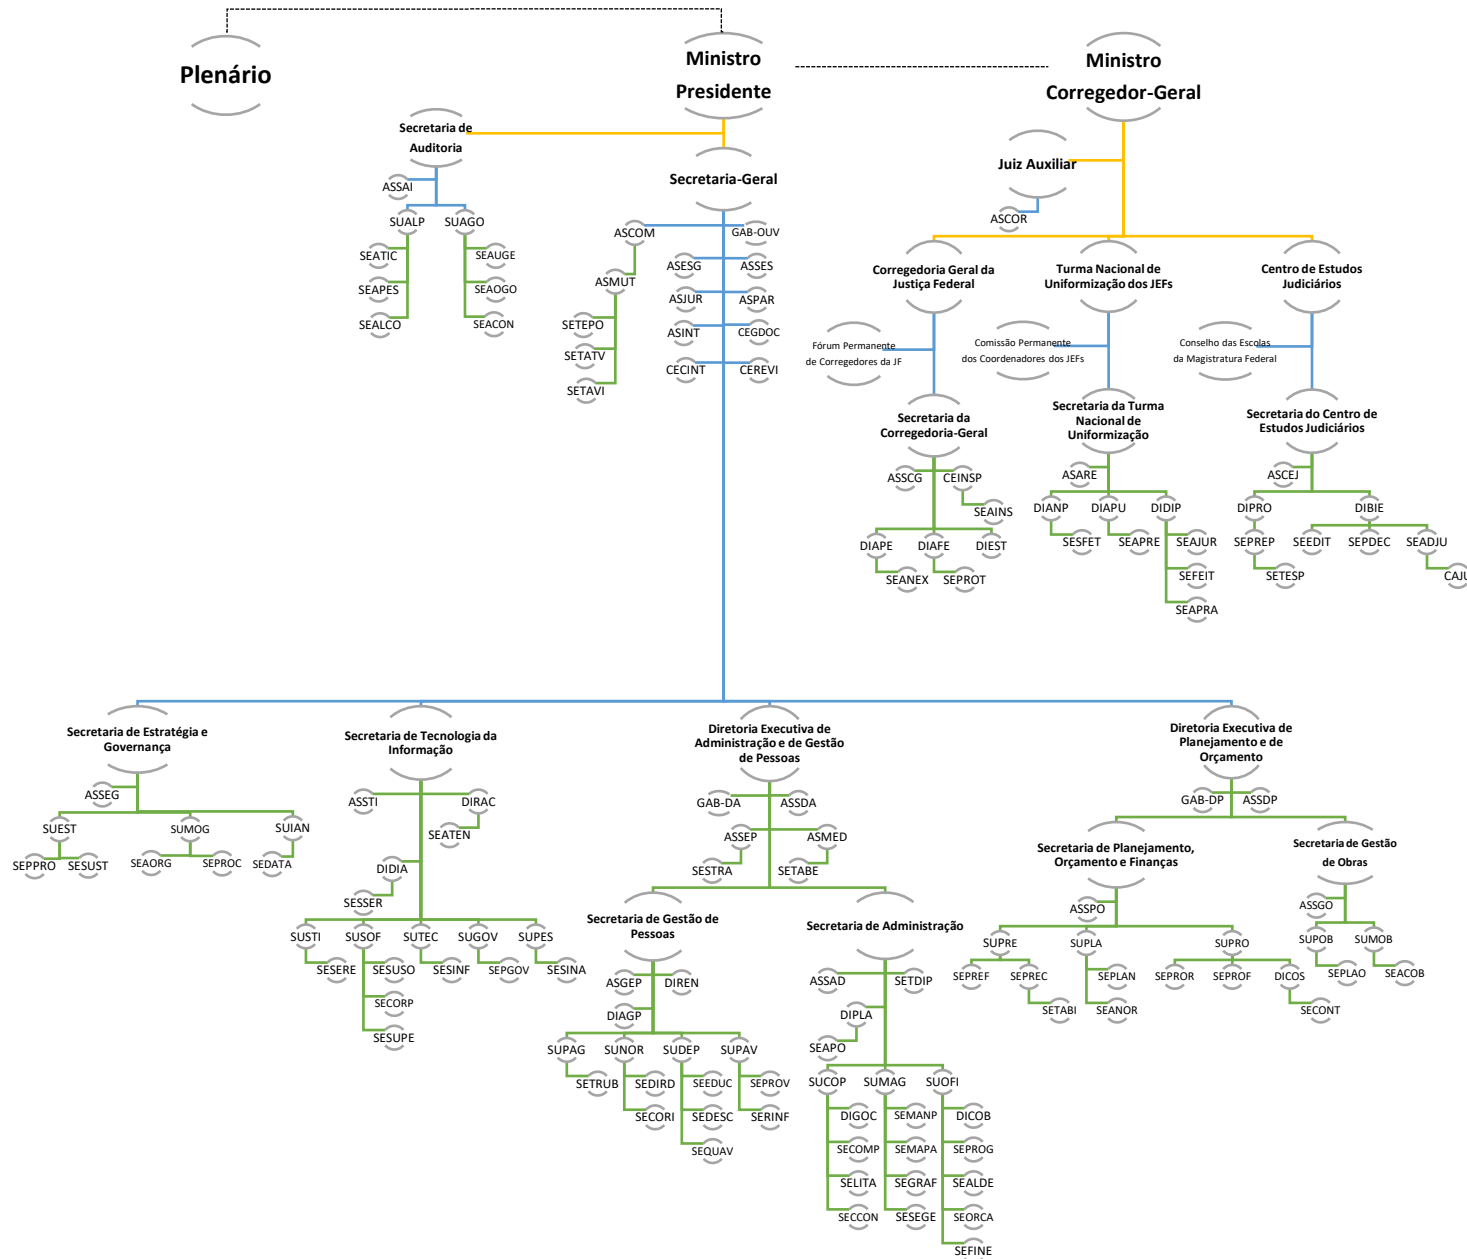 Plenário
Ministro
Presidente
Ministro
Corregedor-Geral
Secretaria de
Auditoria
ASSAI
SUALP
SUAGO
SEATIC
SEAPES
SEALCO
SEAUGE
SEAOGO
SEACON
Secretaria-Geral
ASCOM
GAB-OUV
ASMUT
SETEPO
SETATV
SETAVI
ASESG
ASSES
ASJUR
ASPAR
ASINT
CEGDOC
CECINT
CEREVI
Juiz Auxiliar
ASCOR
Corregedoria Geral da
Justiça Federal
Fórum Permanente
de Corregedores da JF
Secretaria da
Corregedoria-Geral
ASSCG
CEINSP
SEAINS
DIAPE
DIAFE
DIEST
SEANEX
SEPROT
Turma Nacional de
Uniformização dos JEFs
Comissão Permanente
dos Coordenadores dos JEFs
Secretaria da Turma
Nacional de
Uniformização
ASARE
DIANP
DIAPU
DIDIP
SESFET
SEAPRE
SEAJUR
SEFEIT
SEAPRA
Centro de Estudos
Judiciários
Conselho das Escolas
da Magistratura Federal
Secretaria do Centro de
Estudos Judiciários
ASCEJ
DIPRO
DIBIE
SEPREP
SETESP
SEEDIT
SEPDEC
SEADJU
CAJU
Secretaria de Estratégia e
Governança
ASSEG
SUEST
SUMOG
SUIAN
SEPPRO
SESUST
SEAORG
SEPROC
SEDATA
Secretaria de Tecnologia da
Informação
ASSTI
DIRAC
SEATEN
DIDIA
SESSER
SUSTI
SUSOF
SUTEC
SUGOV
SUPES
SESERE
SESUSO
SECORP
SESUPE
SESINF
SEPGOV
SESINA
Diretoria Executiva de
Administração e de Gestão
de Pessoas
GAB-DA
ASSDA
ASSEP
ASMED
SESTRA
SETABE
Secretaria de Gestão de
Pessoas
ASGEP
DIREN
DIAGP
SUPAG
SUNOR
SUDEP
SUPAV
SETRUB
SEDIRD
SECORI
SEEDUC
SEDESC
SEQUAV
SEPROV
SERINF
Secretaria de Administração
ASSAD
SETDIP
DIPLA
SEAPO
SUCOP
SUMAG
SUOFI
DIGOC
SECOMP
SELITA
SECCON
SEMANP
SEMAPA
SEGRAF
SESEGE
DICOB
SEPROG
SEALDE
SEORCA
SEFINE
Diretoria Executiva de
Planejamento e de
Orçamento
GAB-DP
ASSDP
Secretaria de Planejamento,
Orçamento e Finanças
ASSPO
SUPRE
SUPLA
SUPRO
SEPREF
SEPREC
SETABI
SEPLAN
SEANOR
SEPROR
SEPROF
DICOS
SECONT
Secretaria de Gestão
de Obras
ASSGO
SUPOB
SUMOB
SEPLAO
SEACOB